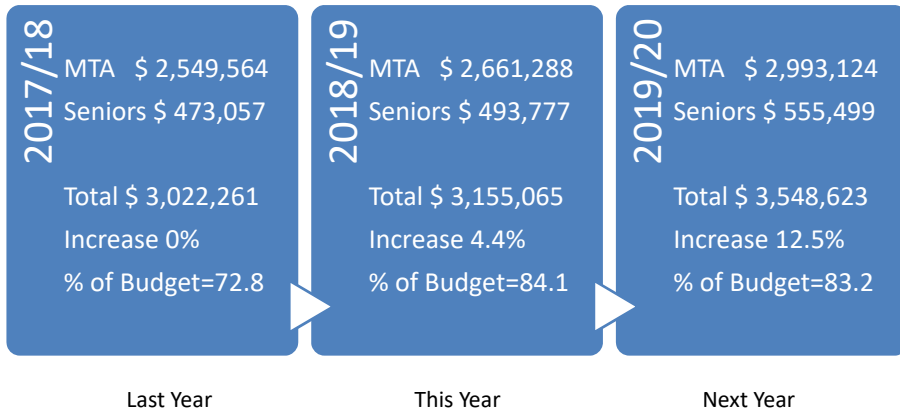 2017/18
MTA $ 2,549,564
Seniors $ 473,057
Total $ 3,022,261
Increase 0%
% of Budget=72.8
2018/19
MTA $ 2,661,288
Seniors $ 493,777
Total $ 3,155,065
Increase 4.4%
% of Budget=84.1
2019/20
MTA $ 2,993,124
Seniors $ 555,499
Total $ 3,548,623
Increase 12.5%
% of Budget=83.2
Last Year
This Year
Next Year